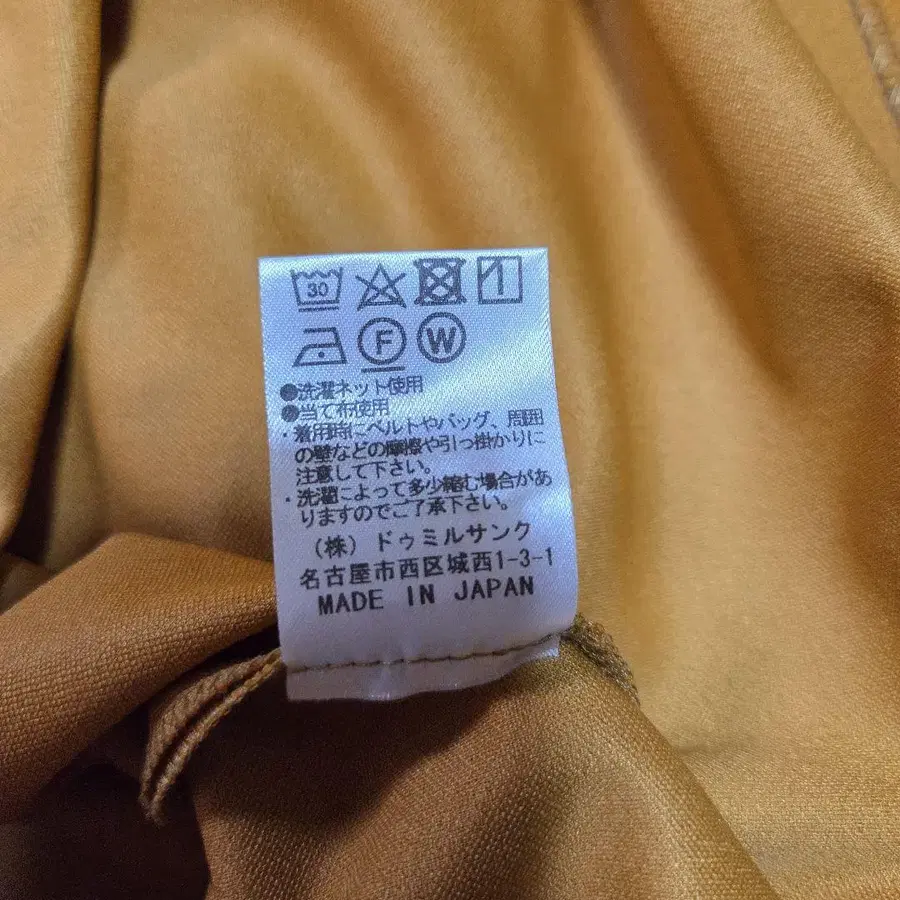 30
F W
●洗濯ネット使用
●当て布使用
・着用時にベルトやバッグ、周囲
の壁などの摩擦や引っ掛かりに
注意して下さい。
・洗濯によって多少縮む場合があ
りますのでご了承下さい。
(株) ドゥミルサンク
名古屋市西区城西1-3-1
MADE IN JAPAN